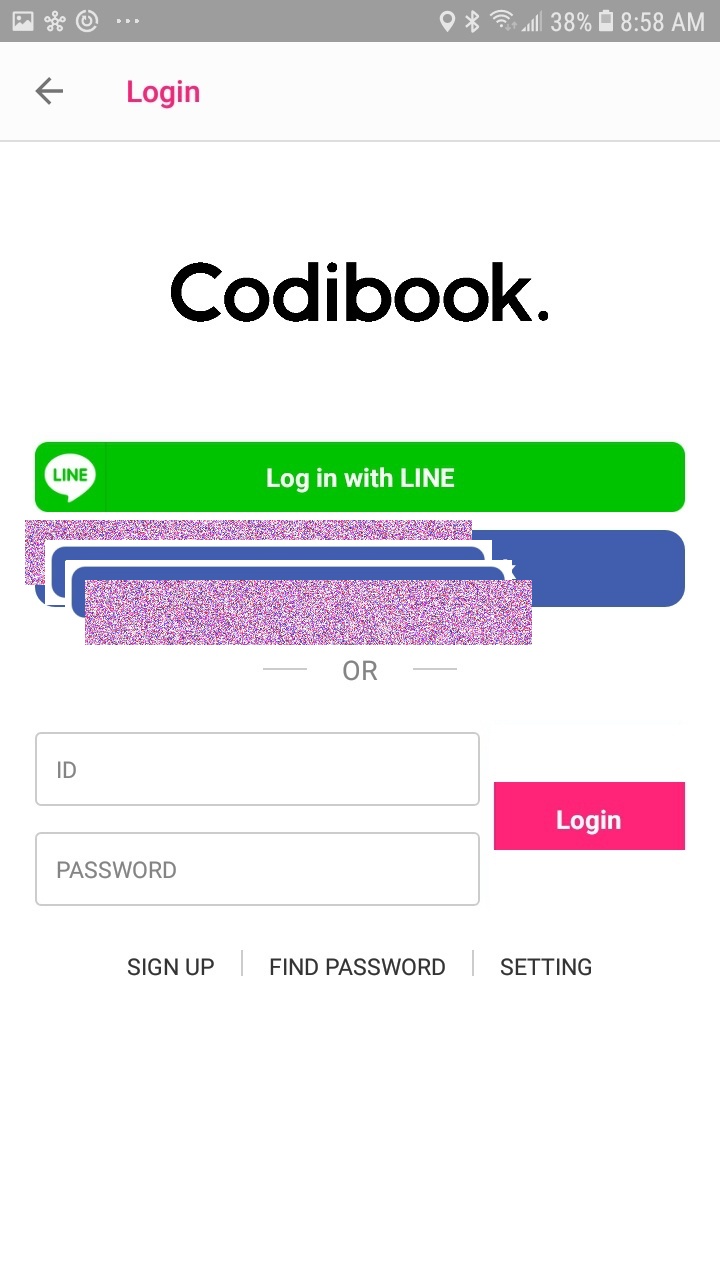 38% 8:58 AM
Login
Codibook.
LINE Log in with LINE
OR
ID
Login
PASSWORD
SIGN UP FIND PASSWORD SETTING